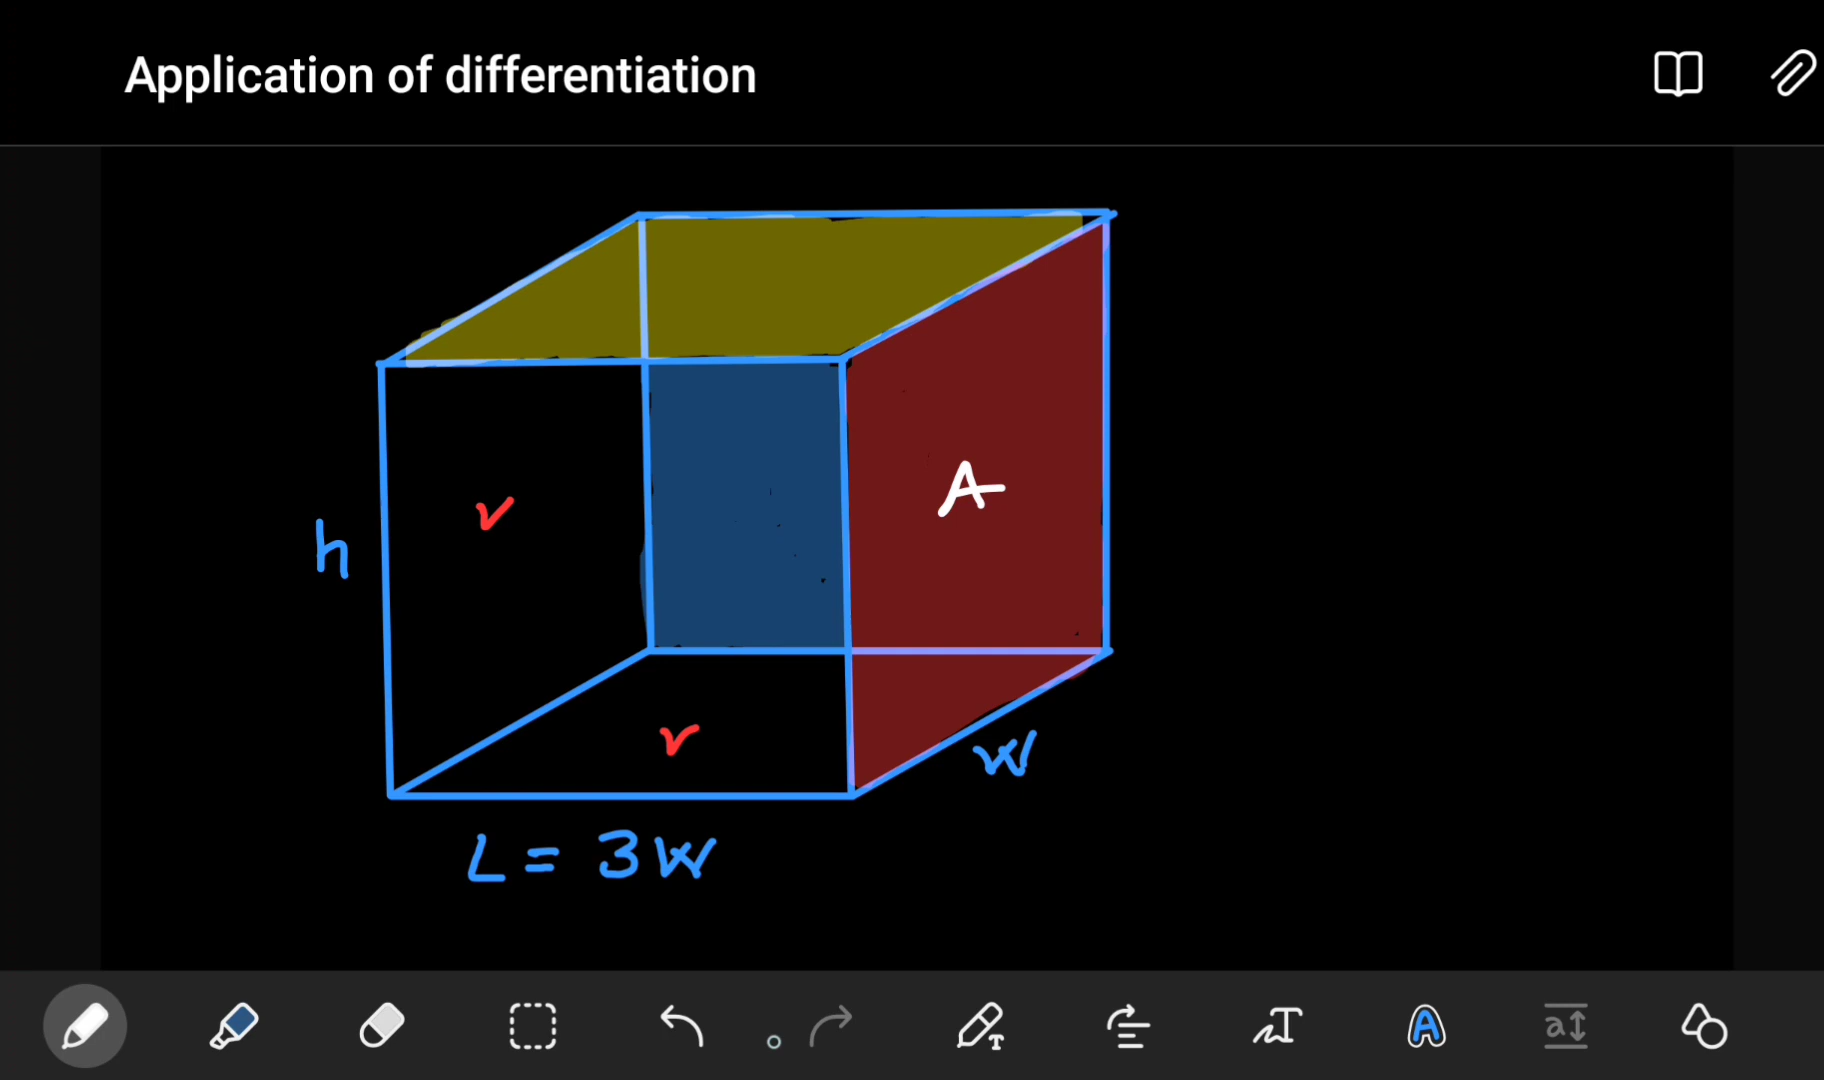 Application of differentiation
A
h
w
L = 3w